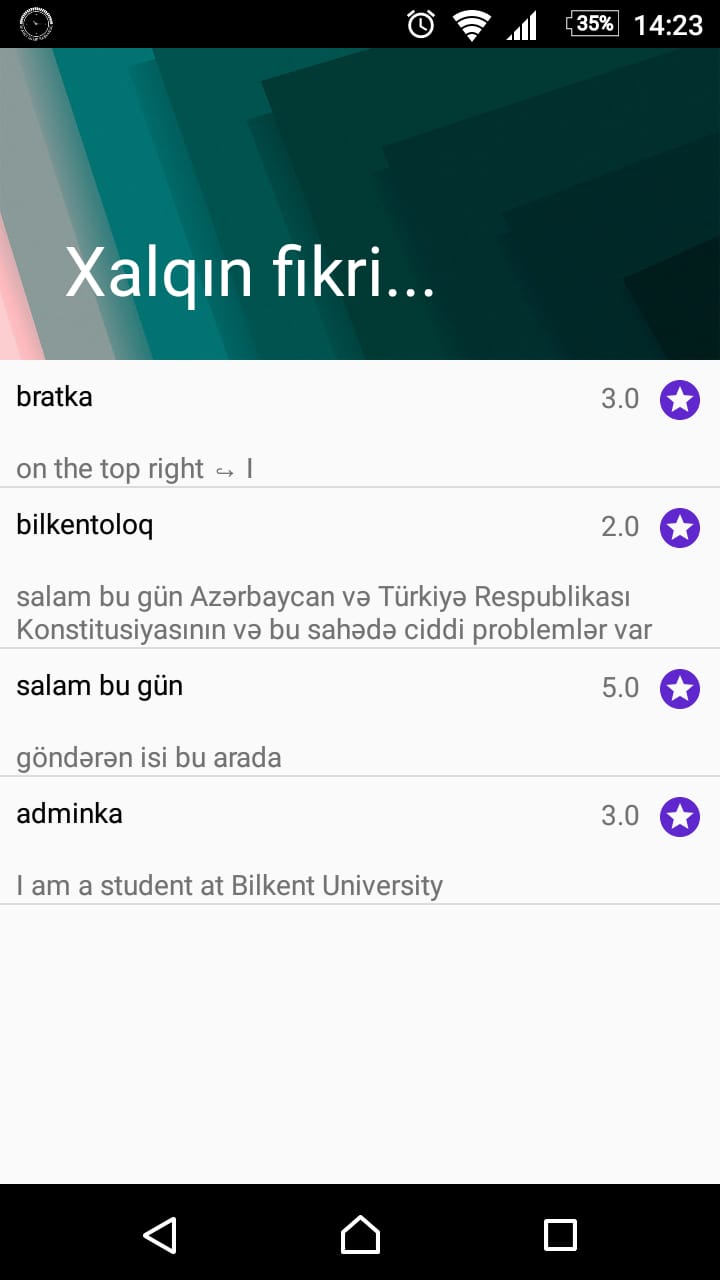 35% 14:23
Xalqın fikri...
bratka 3.0
on the top right ↪ I
bilkentoloq 2.0
salam bu gün Azərbaycan və Türkiyə Respublikası
Konstitusiyasının və bu sahədə ciddi problemlər var
salam bu gün 5.0
göndərən isi bu arada
adminka 3.0
I am a student at Bilkent University